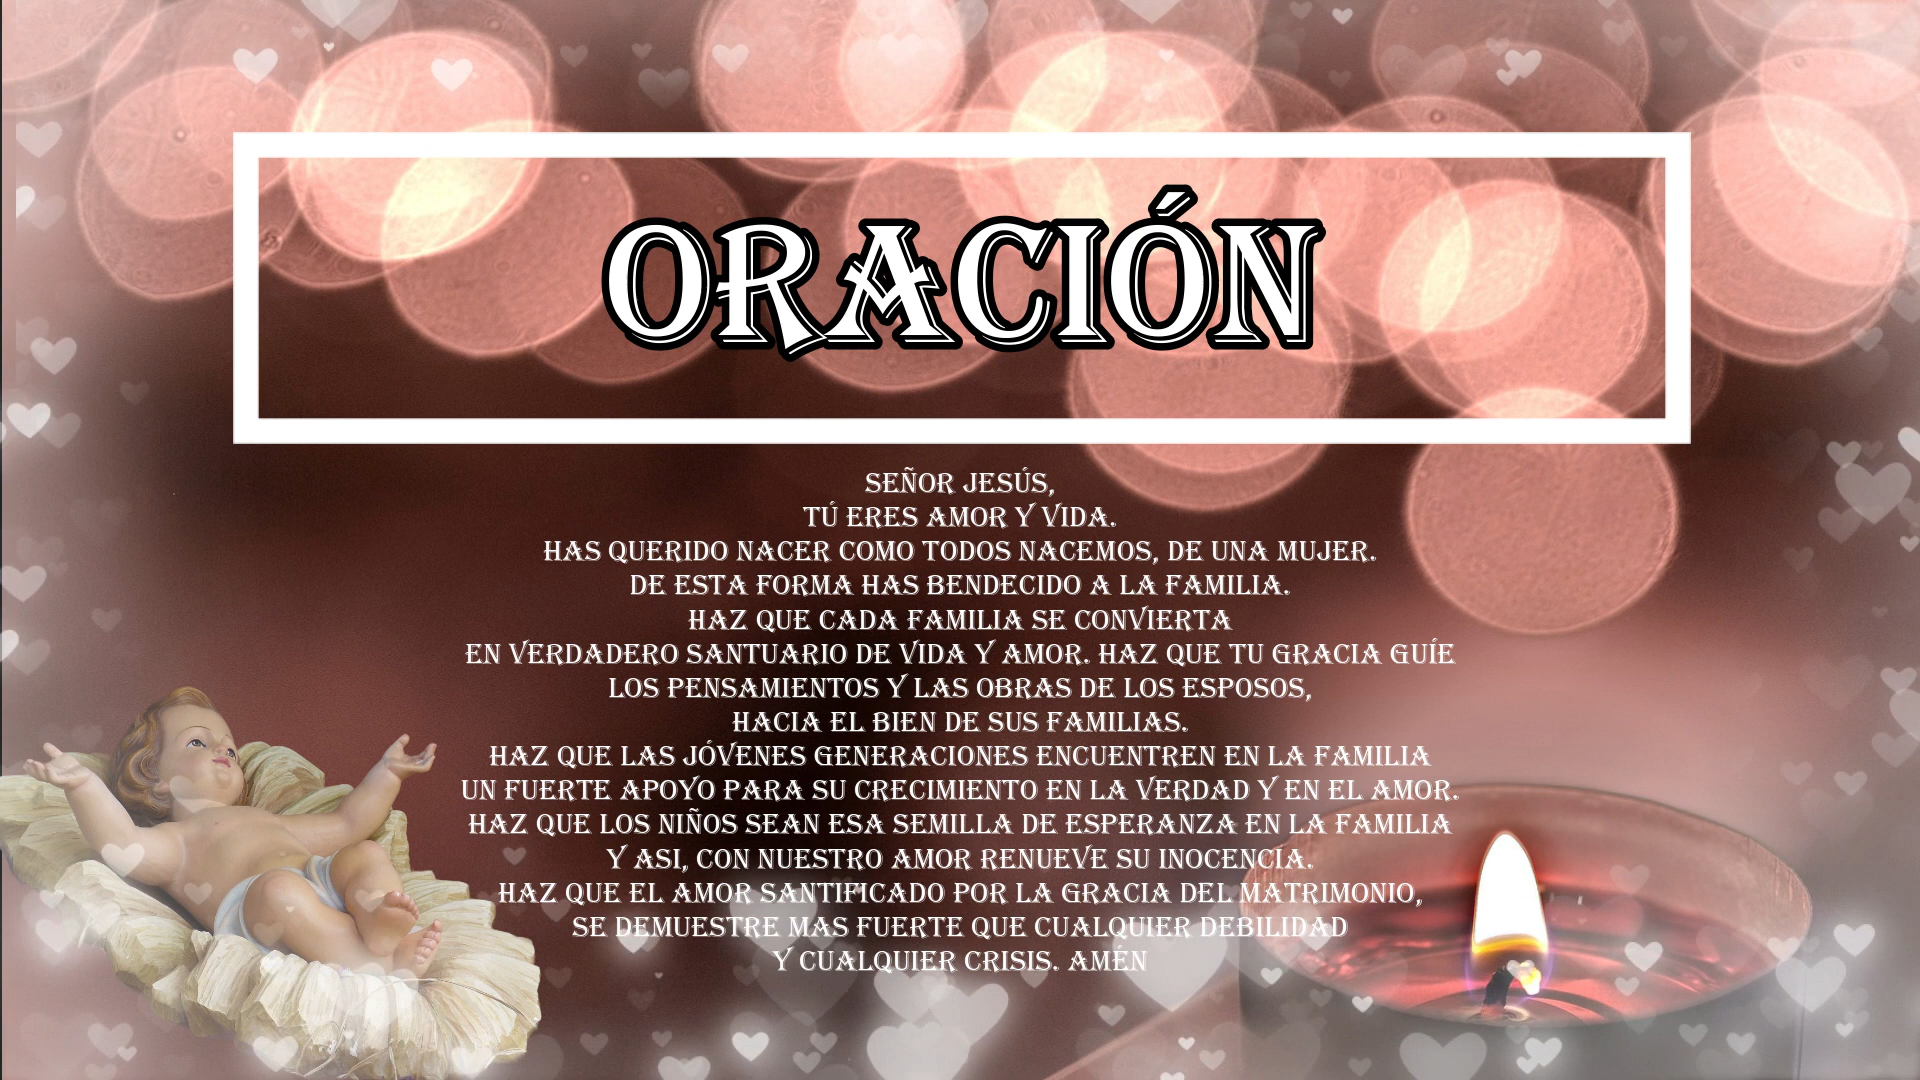 ORACIÓN
SEÑOR JESÚS,
TÚ ERES AMOR Y VIDA.
HAS QUERIDO NACER COMO TODOS NACEMOS, DE UNA MUJER.
DE ESTA FORMA HAS BENDECIDO A LA FAMILIA.
HAZ QUE CADA FAMILIA SE CONVIERTA
EN VERDADERO SANTUARIO DE VIDA Y AMOR. HAZ QUE TU GRACIA GUÍE
LOS PENSAMIENTOS Y LAS OBRAS DE LOS ESPOSOS,
HACIA EL BIEN DE SUS FAMILIAS.
HAZ QUE LAS JÓVENES GENERACIONES ENCUENTREN EN LA FAMILIA
UN FUERTE APOYO PARA SU CRECIMIENTO EN LA VERDAD Y EN EL AMOR.
HAZ QUE LOS NIÑOS SEAN ESA SEMILLA DE ESPERANZA EN LA FAMILIA
Y ASI, CON NUESTRO AMOR RENUEVE SU INOCENCIA.
HAZ QUE EL AMOR SANTIFICADO POR LA GRACIA DEL MATRIMONIO,
SE DEMUESTRE MAS FUERTE QUE CUALQUIER DEBILIDAD
Y CUALQUIER CRISIS. AMÉN